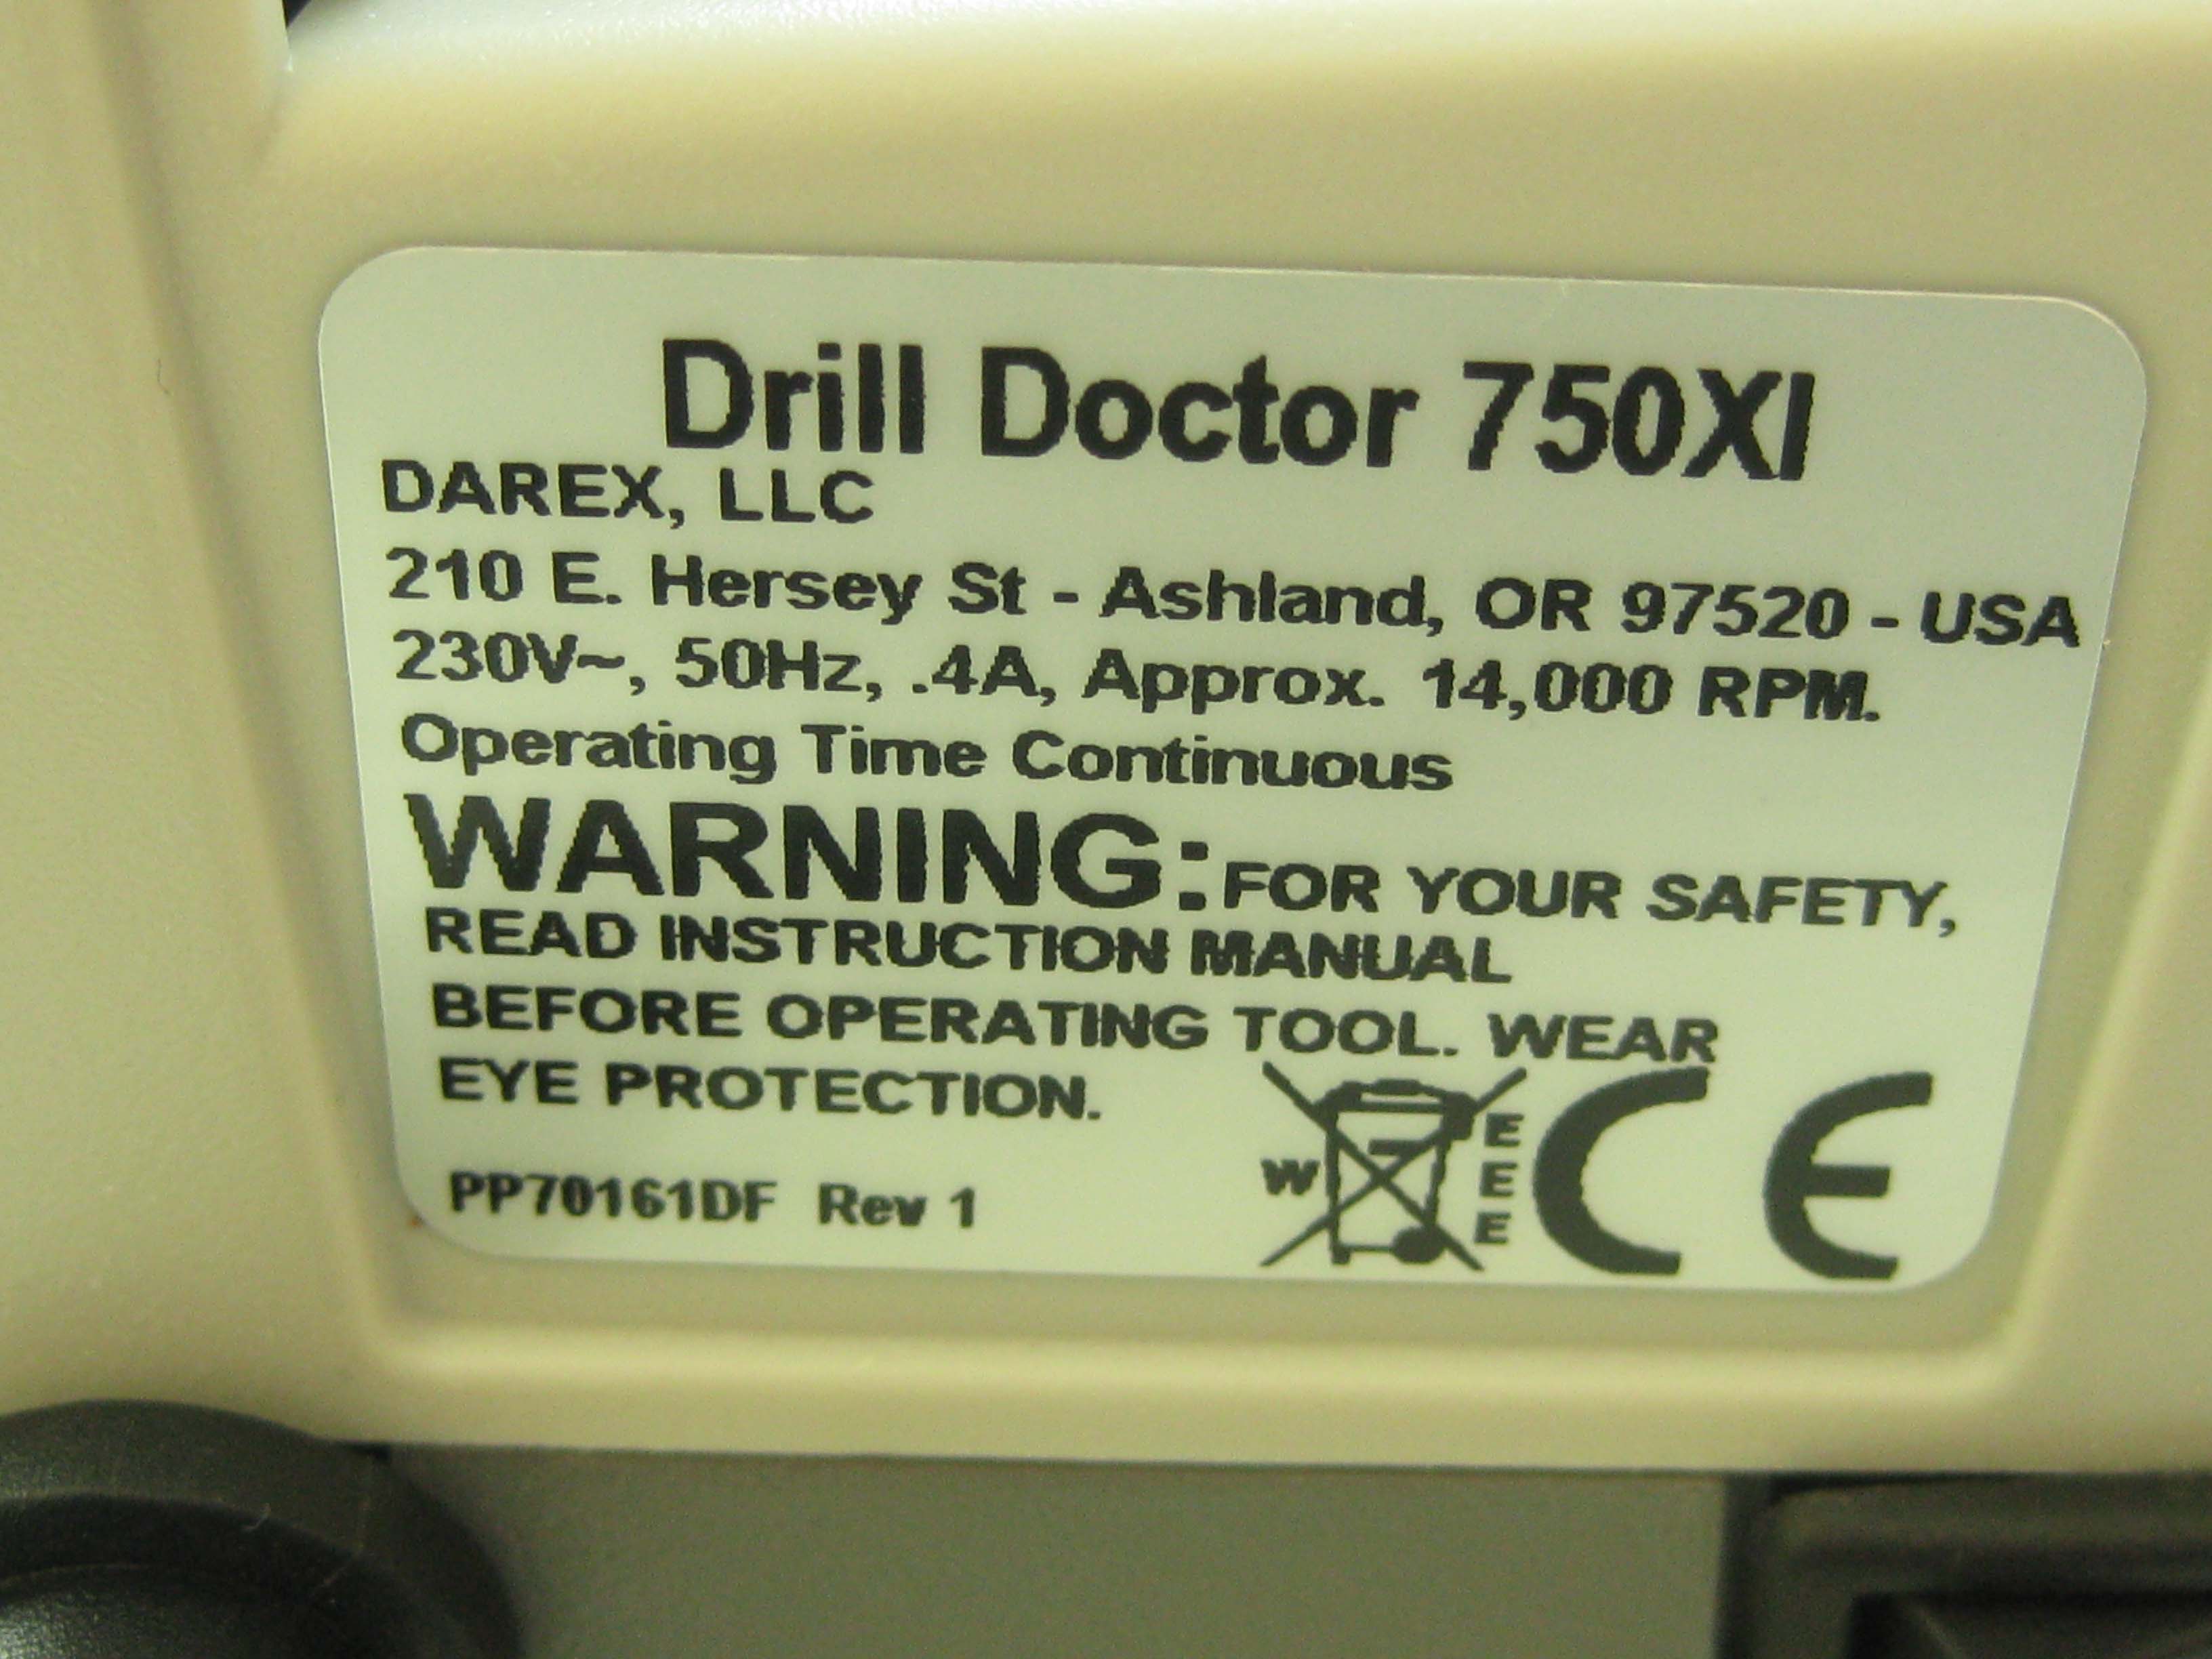 Drill Doctor 750XI
DAREX, LLC
210 E. Hersey St - Ashland, OR 97520 - USA
230V~, 50Hz, .4A, Approx. 14,000 RPM.
Operating Time Continuous
WARNING: FOR YOUR SAFETY,
READ INSTRUCTION MANUAL
BEFORE OPERATING TOOL. WEAR
EYE PROTECTION.
PP70161DF Rev 1
W EEE
CE